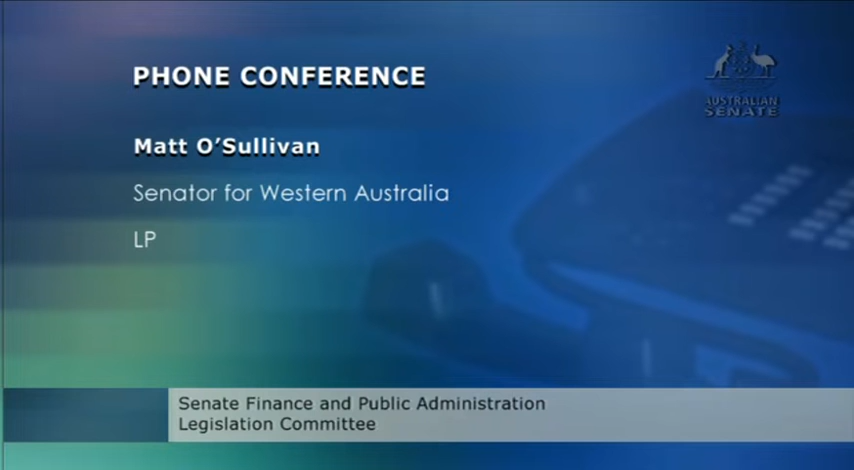 PHONE CONFERENCE
AUSTRALIAN
SENATE
Matt O'Sullivan
Senator for Western Australia
LP
Senate Finance and Public Administration
Legislation Committee